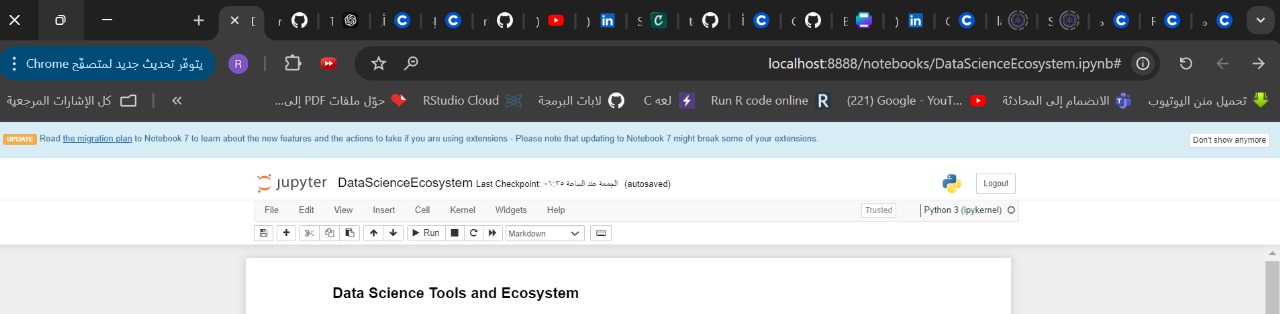 يتوفّر تحديث جديد لمتصفّح Chrome
R
localhost:8888/notebooks/DataScienceEcosystem.ipynb#
تحميل منن اليوتيوب
الانضمام إلى المحادثة
(221) Google - YouT...
Run R code online
لغه C
لابات البرمجة
RStudio Cloud
حوّل ملفات PDF إلى...
كل الإشارات المرجعية
UPDATE Read the migration plan to Notebook 7 to learn about the new features and the actions to take if you are using extensions - Please note that updating to Notebook 7 might break some of your extensions.
Don't show anymore
jupyter DataScienceEcosystem Last Checkpoint: الجمعة عند الساعة ٠٦:٣٥ (autosaved)
Logout
File Edit View Insert Cell Kernel Widgets Help
Trusted
Python 3 (ipykernel)
Run
Markdown
Data Science Tools and Ecosystem